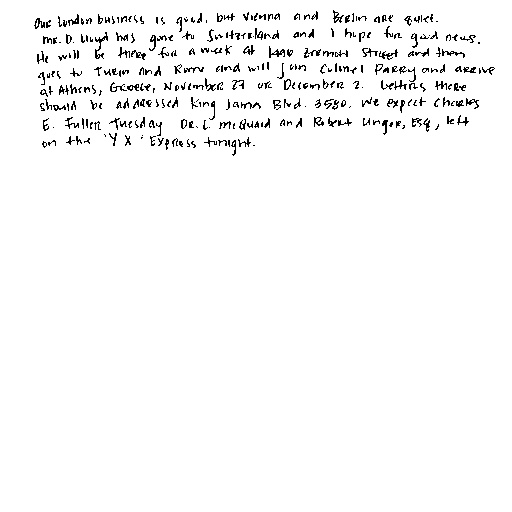 Our London business is good, but Vienna and Berlin are quiet.
Mr. D. Lloyd has gone to Switzerland and I hope for good news.
He will be there for a week at 1496 Zermott Street and then
goes to Turin and Rome and will join Colonel Parry and arrive
at Athens, Greece, November 27 or December 2. Letters there
should be addressed King James Blvd. 3580. We expect Charles
E. Fuller Tuesday Dr. L. McQuaid and Robert Unger, Esq, left
on the "Y X" Express tonight.